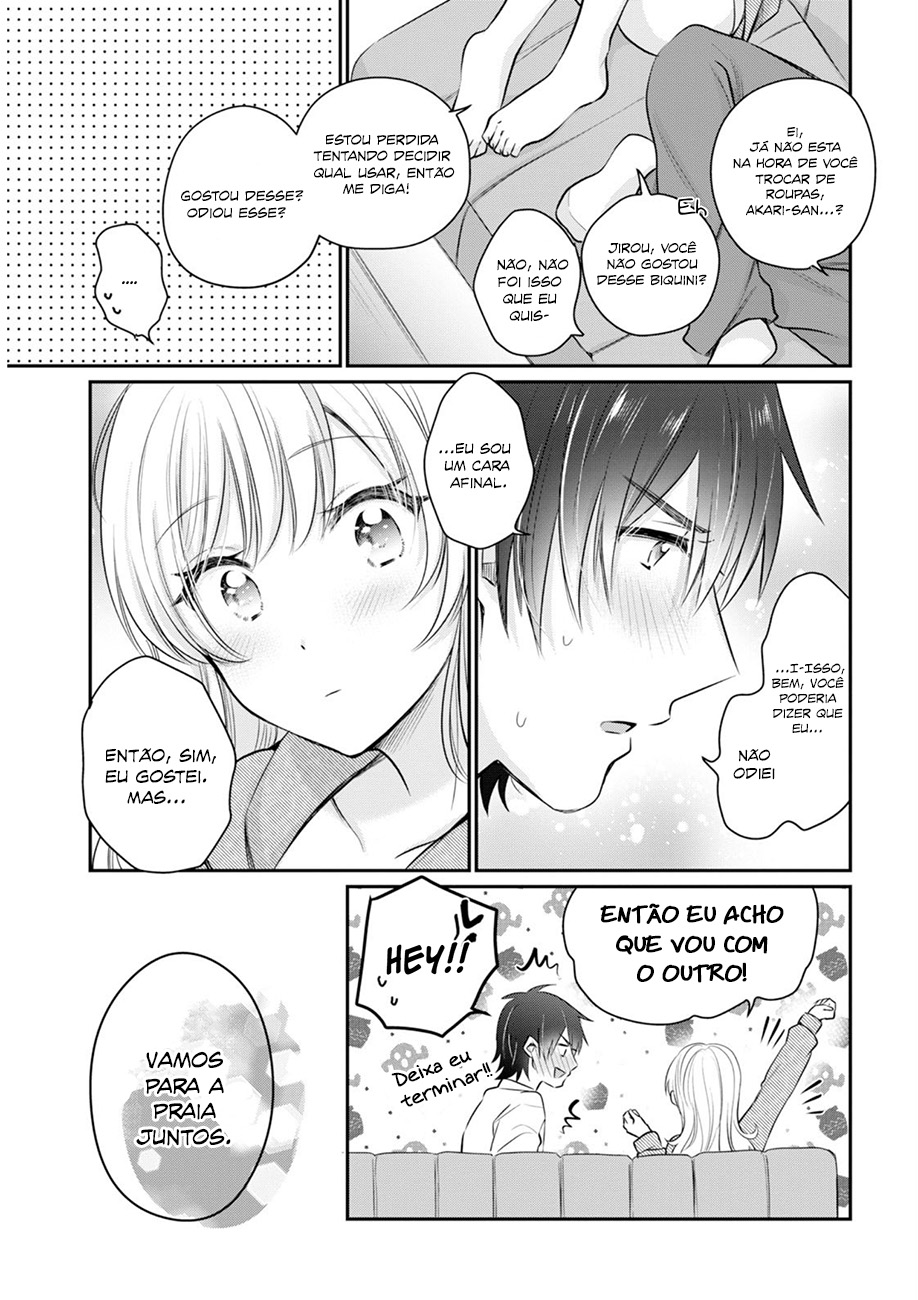 EI,
JÁ NÃO ESTA
NA HORA DE VOCÊ
TROCAR DE
ROUPAS,
AKARI-SAN...?
Eh
JIROU, VOCÊ
NÃO GOSTOU
DESSE BIQUINI?
NÃO, NÃO
FOI ISSO
QUE EU
QUIS-
ESTOU PERDIDA
TENTANDO DECIDIR
QUAL USAR, ENTÃO
ME DIGA!
GOSTOU DESSE?
ODIOU ESSE?
....
...I-ISSO,
BEM, VOCÊ
PODERIA
DIZER QUE
EU...
NÃO
ODIEI
...EU SOU
UM CARA
AFINAL.
ENTÃO, SIM,
EU GOSTEI.
MAS...
ENTÃO EU ACHO
QUE VOU COM
O OUTRO!
HEY!!
Deixa eu
terminar!!
VAMOS
PARA A
PRAIA
JUNTOS.